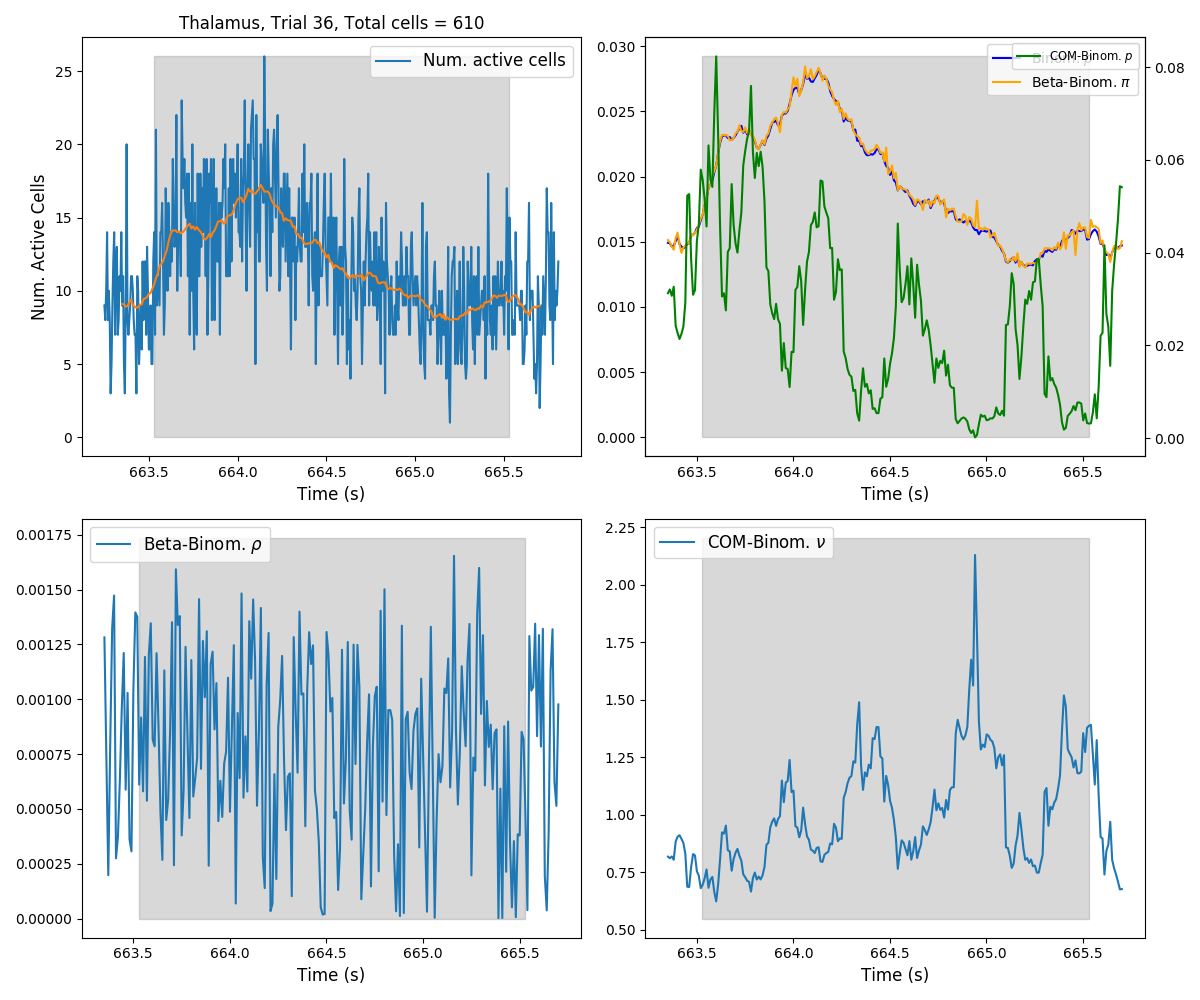 Thalamus, Trial 36, Total cells = 610
Num. active cells
Num. Active Cells
25
20
15
10
5
0
663.5 664.0 664.5 665.0 665.5
Time (s)
COM-Binom. p
Beta-Binom. π
0.030
0.025
0.020
0.015
0.010
0.005
0.000
0.08
0.06
0.04
0.02
0.00
663.5 664.0 664.5 665.0 665.5
Time (s)
Beta-Binom. ρ
0.00175
0.00150
0.00125
0.00100
0.00075
0.00050
0.00025
0.00000
663.5 664.0 664.5 665.0 665.5
Time (s)
COM-Binom. ν
2.25
2.00
1.75
1.50
1.25
1.00
0.75
0.50
663.5 664.0 664.5 665.0 665.5
Time (s)